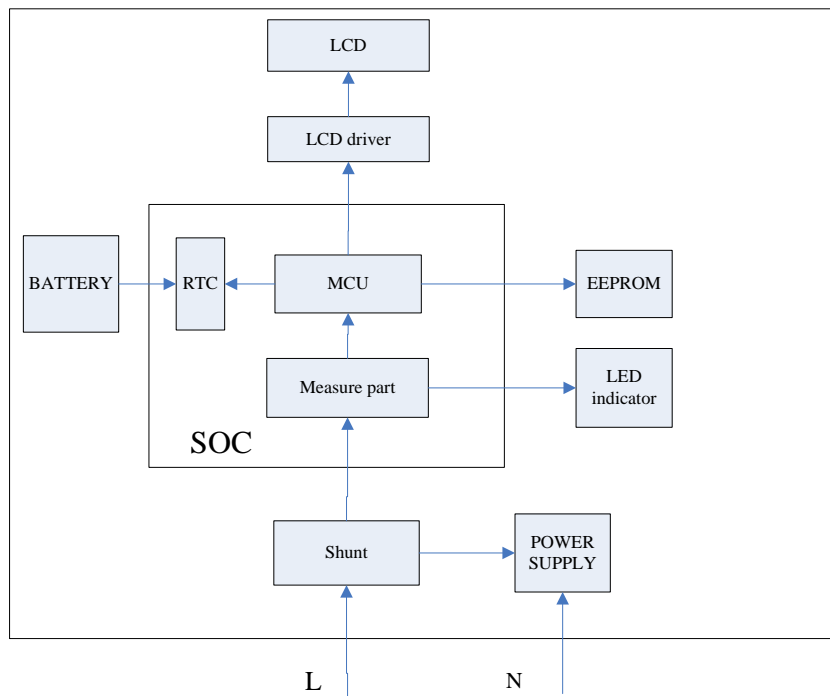 LCD
LCD driver
BATTERY
RTC
MCU
EEPROM
Measure part
LED
indicator
SOC
Shunt
POWER
SUPPLY
L
N